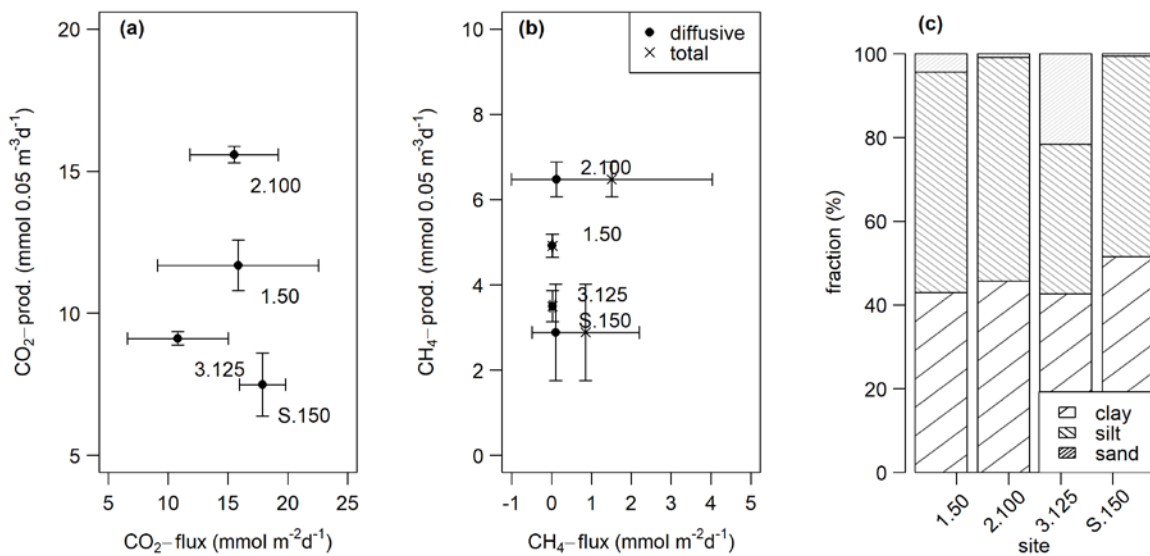 (a)
20
15
10
5
CO₂−prod. (mmol 0.05 m⁻³d⁻¹)
2.100
1.50
3.125
S.150
5 10 15 20 25
CO₂−flux (mmol m⁻²d⁻¹)
(b)
diffusive
total
10
8
6
4
2
0
CH₄−prod. (mmol 0.05 m⁻³d⁻¹)
2.100
1.50
3.125
S.150
-1 0 1 2 3 4 5
CH₄−flux (mmol m⁻²d⁻¹)
(c)
100
80
60
40
20
0
fraction (%)
clay
silt
sand
1.50 2.100 3.125 S.150
site